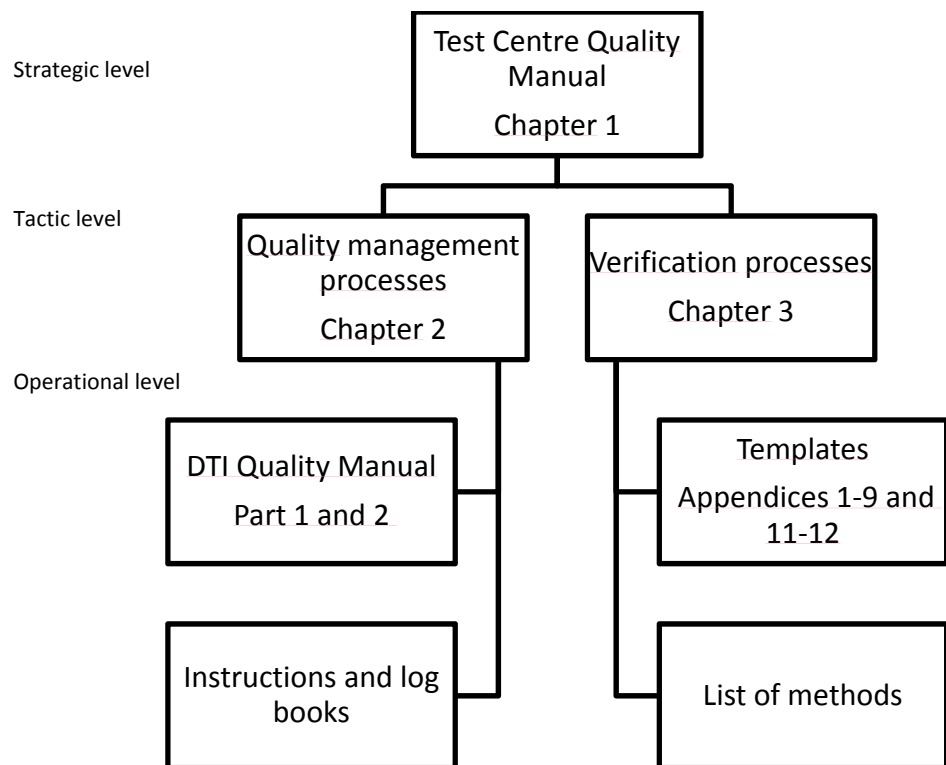 Strategic level
Test Centre Quality
Manual
Chapter 1
Tactic level
Quality management
processes
Chapter 2
Verification processes
Chapter 3
Operational level
DTI Quality Manual
Part 1 and 2
Templates
Appendices 1-9 and
11-12
Instructions and log
books
List of methods